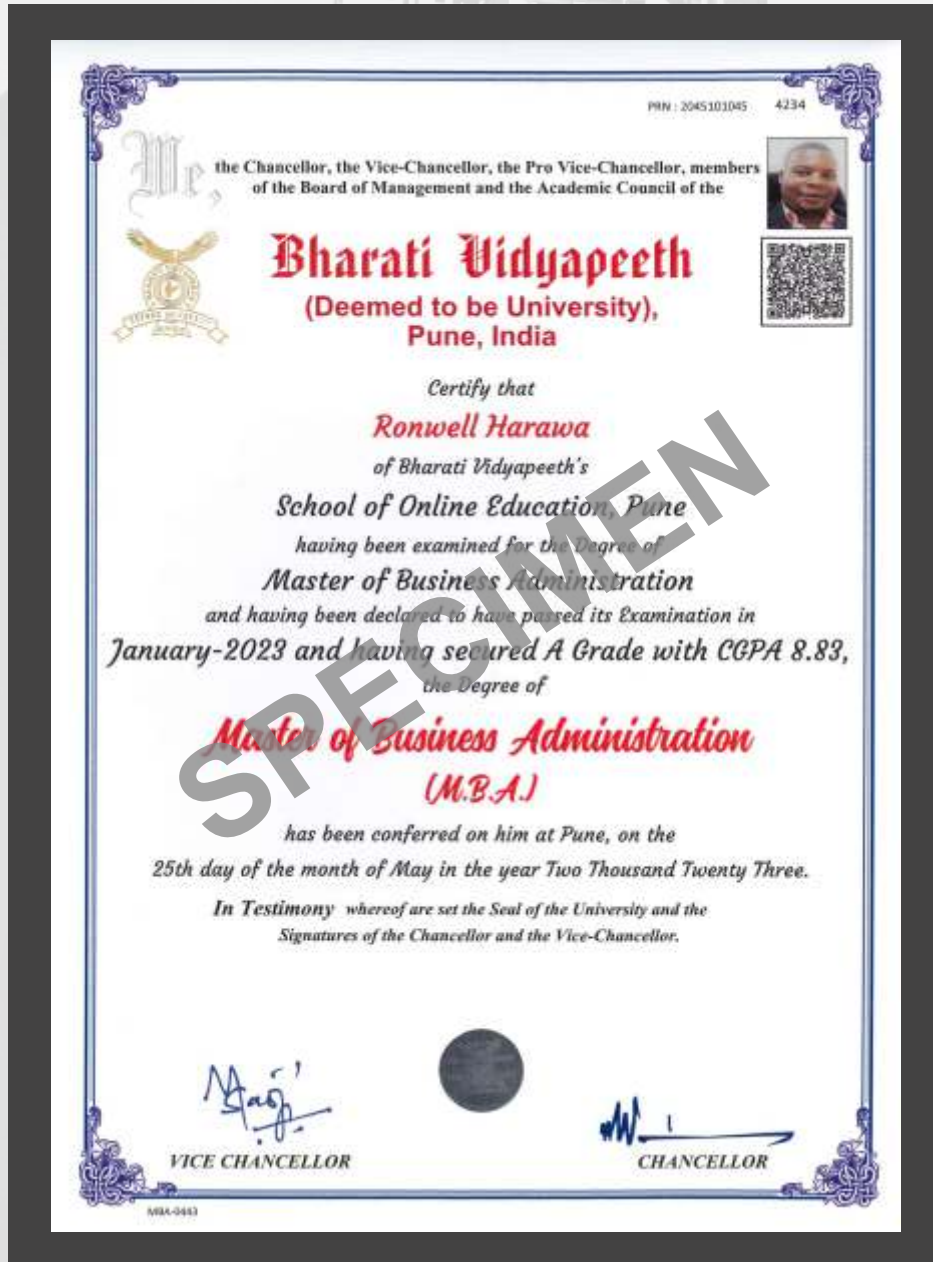 PRN : 2045101045 4234
We,
the Chancellor, the Vice-Chancellor, the Pro Vice-Chancellor, members
of the Board of Management and the Academic Council of the
Bharati Vidyapeeth
(Deemed to be University),
Pune, India
Certify that
Ronwell Harawa
of Bharati Vidyapeeth's
School of Online Education, Pune
having been examined for the Degree of
Master of Business Administration
and having been declared to have passed its Examination in
January-2023 and having secured A Grade with CGPA 8.83,
the Degree of
Master of Business Administration
(M.B.A.)
has been conferred on him at Pune, on the
25th day of the month of May in the year Two Thousand Twenty Three.
In Testimony whereof are set the Seal of the University and the
Signatures of the Chancellor and the Vice-Chancellor.
SPECIMEN
VICE CHANCELLOR
CHANCELLOR
MBA-0443